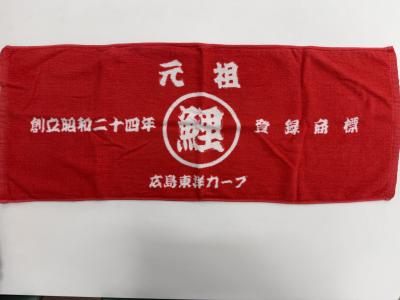 元祖
創立昭和二十四年 鯉 登録商標
広島東洋カープ